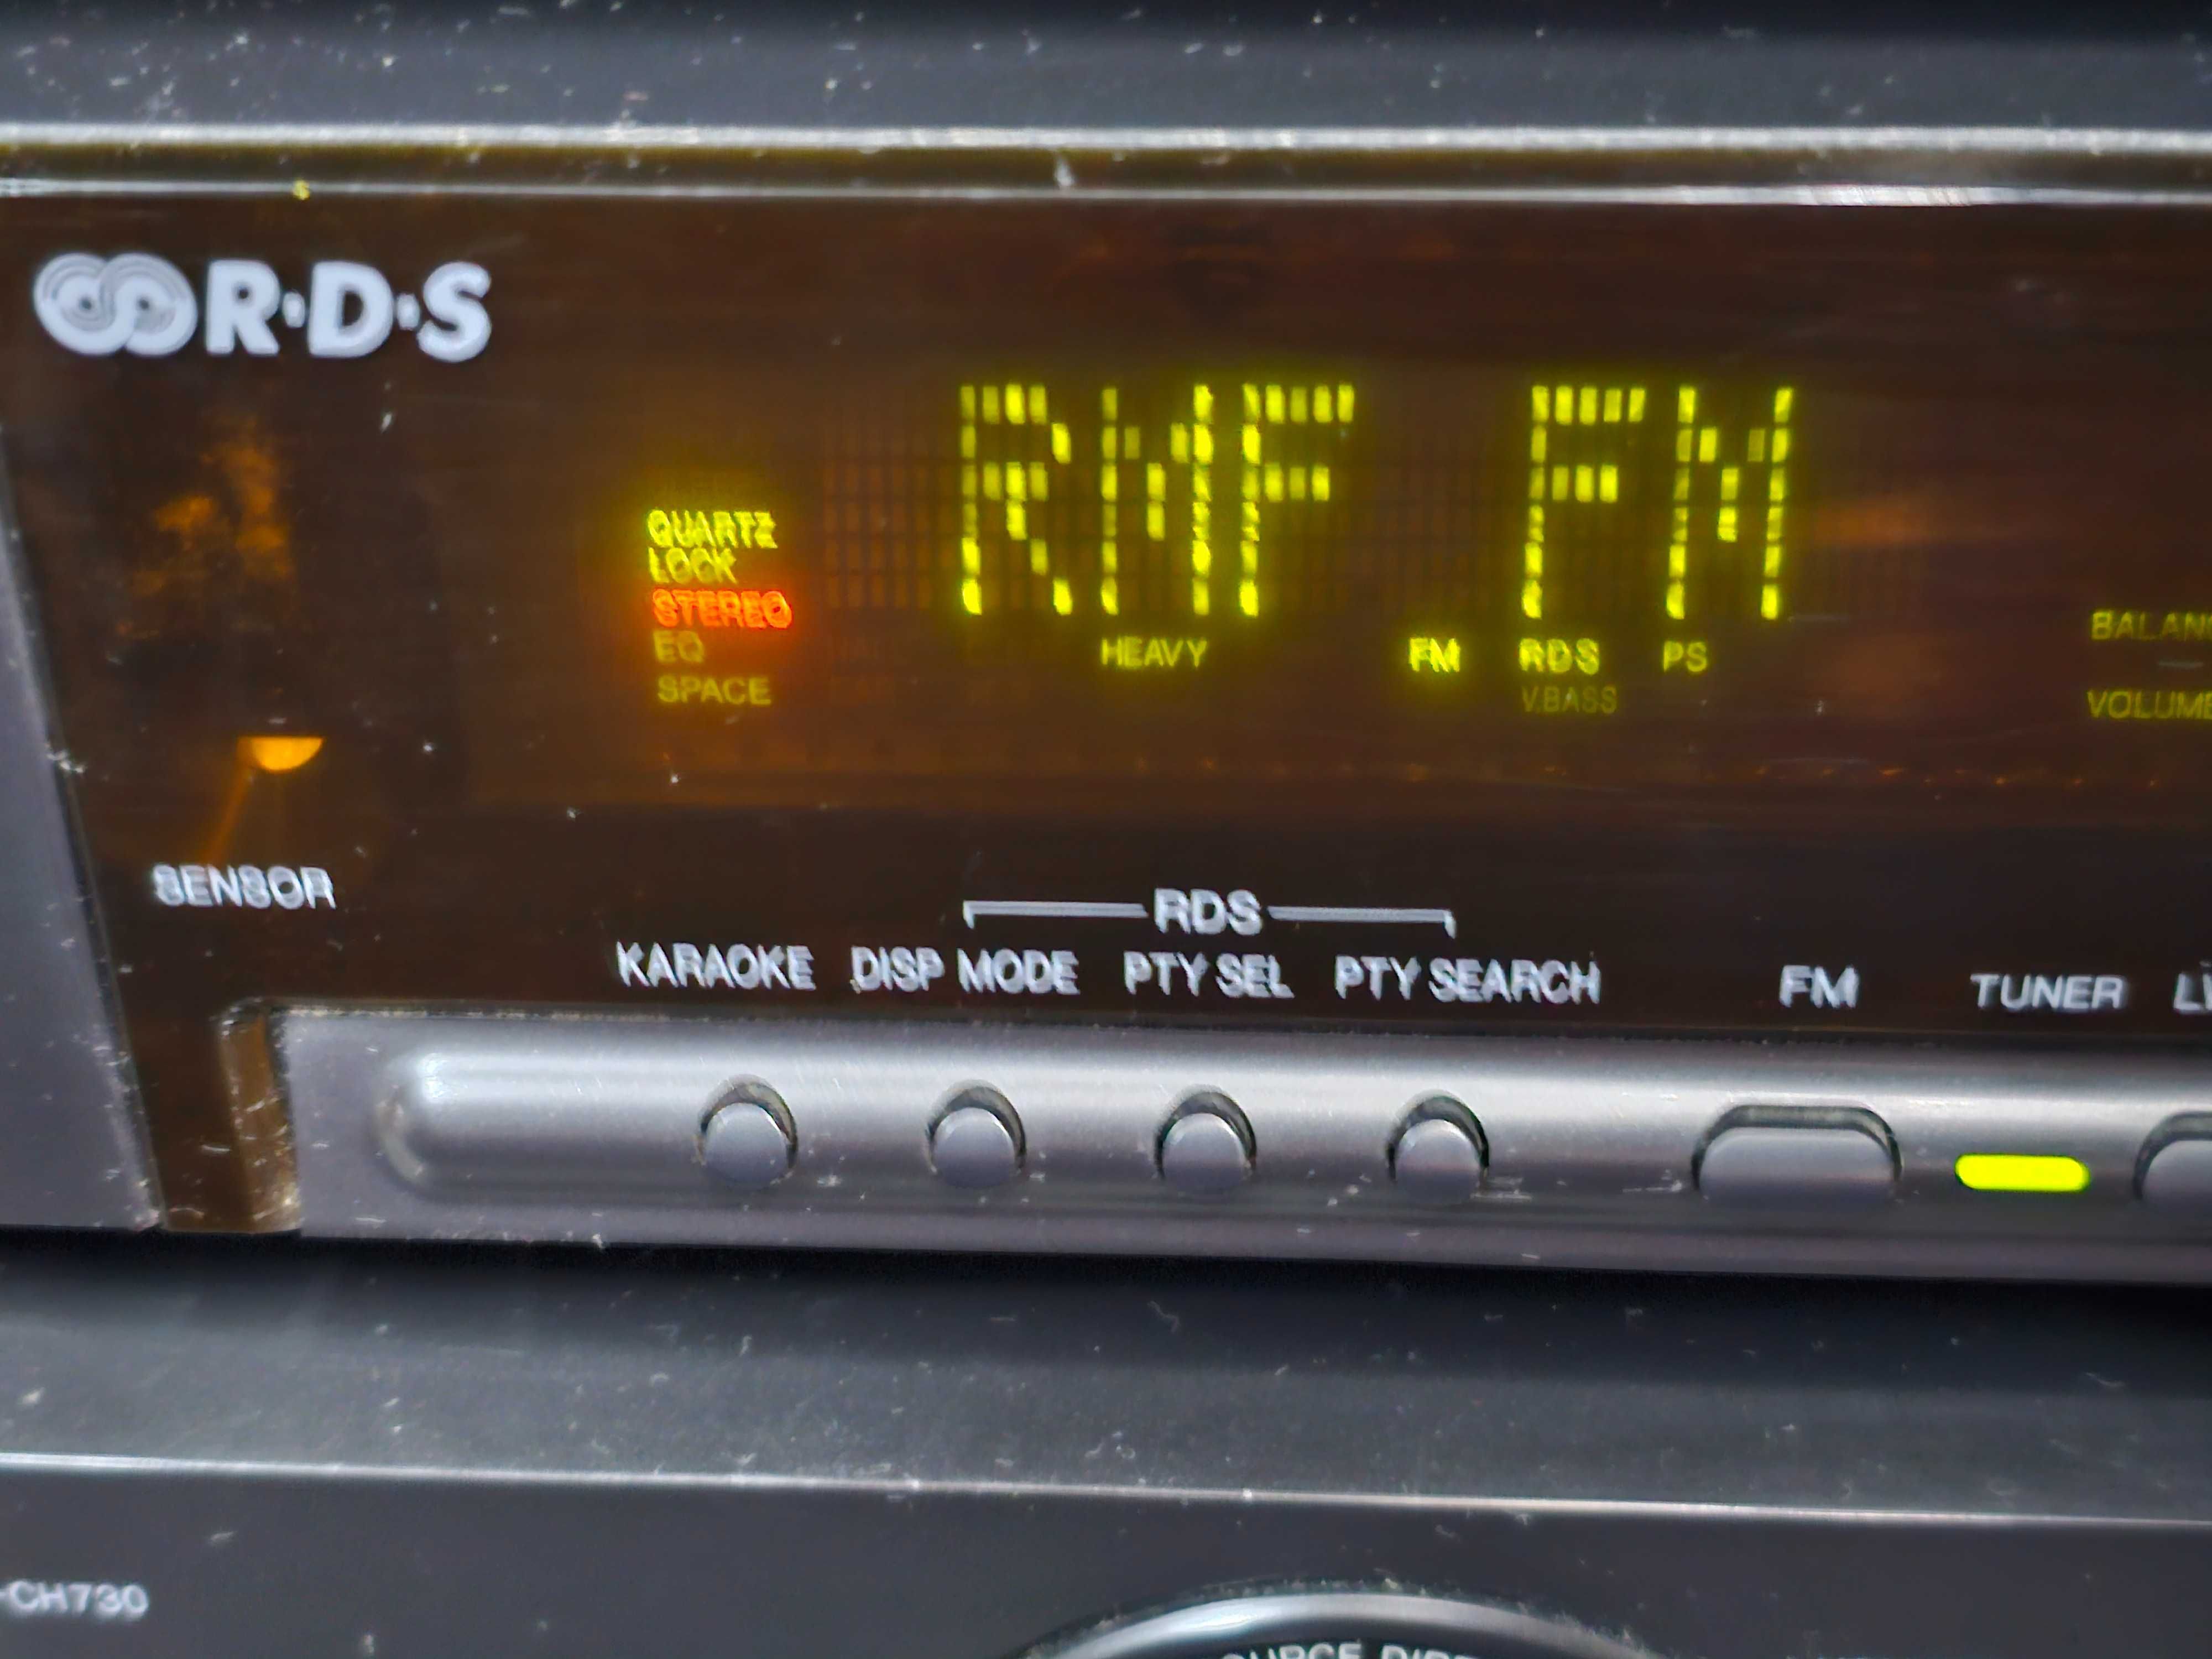 R·D·S
RMF FM
QUARTZ
LOCK
STEREO
EQ
SPACE
HEAVY FM RDS PS
V.BASS
SENSOR
RDS
KARAOKE DISP MODE PTY SEL PTY SEARCH FM TUNER
-CH730